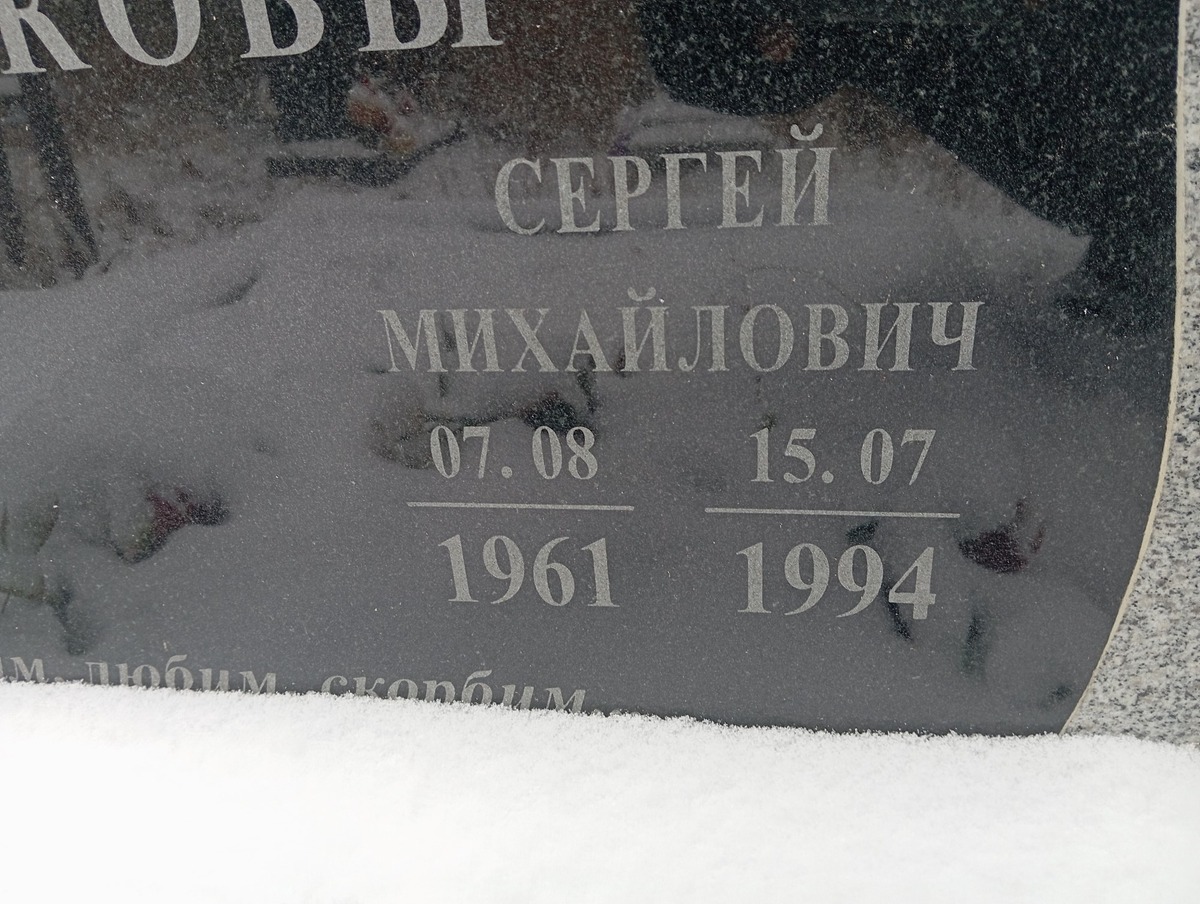 КОВЫ
СЕРГЕЙ
МИХАЙЛОВИЧ
07. 08 15. 07
1961 1994
любим, скорбим